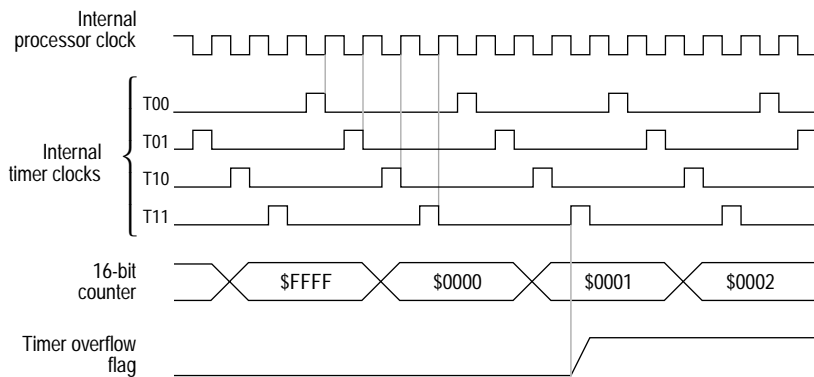 Internal
processor clock
T00
T01
Internal
timer clocks
T10
T11
16-bit
counter
$FFFF
$0000
$0001
$0002
Timer overflow
flag